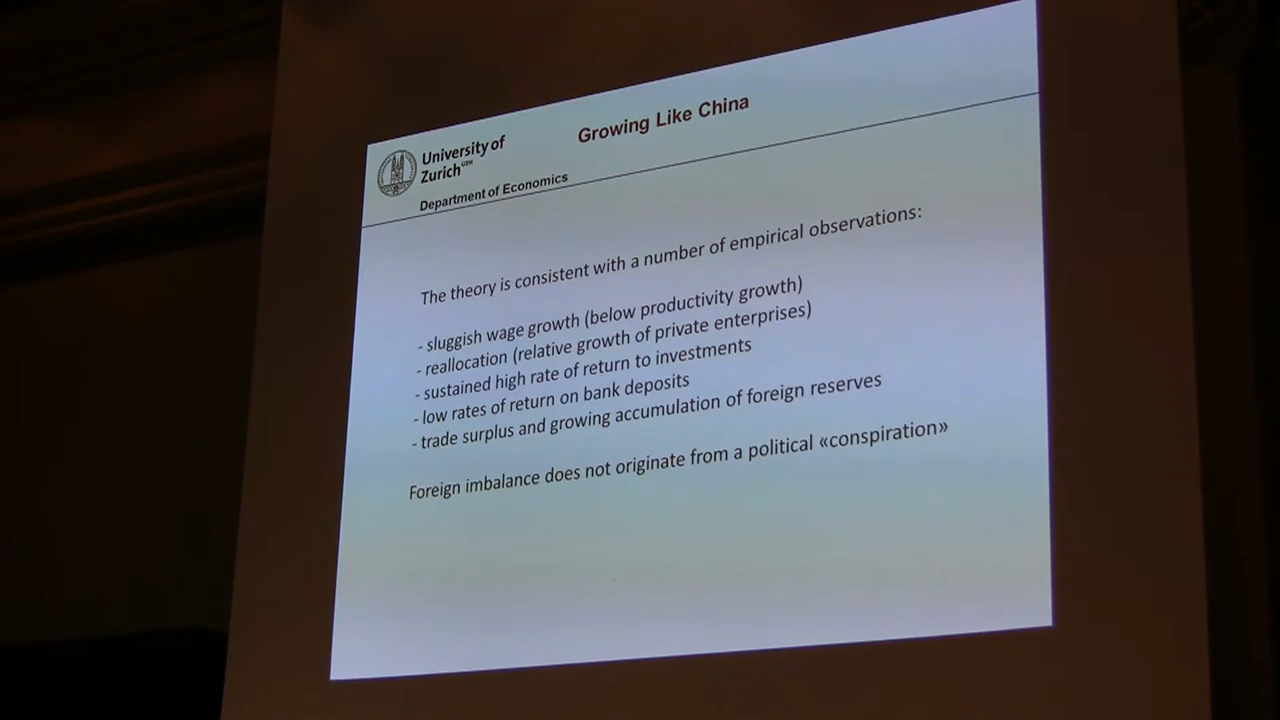 Growing Like China
University of
Zurich UZH
Department of Economics
The theory is consistent with a number of empirical observations:
- sluggish wage growth (below productivity growth)
- reallocation (relative growth of private enterprises)
- sustained high rate of return to investments
- low rates of return on bank deposits
- trade surplus and growing accumulation of foreign reserves
Foreign imbalance does not originate from a political «conspiration»